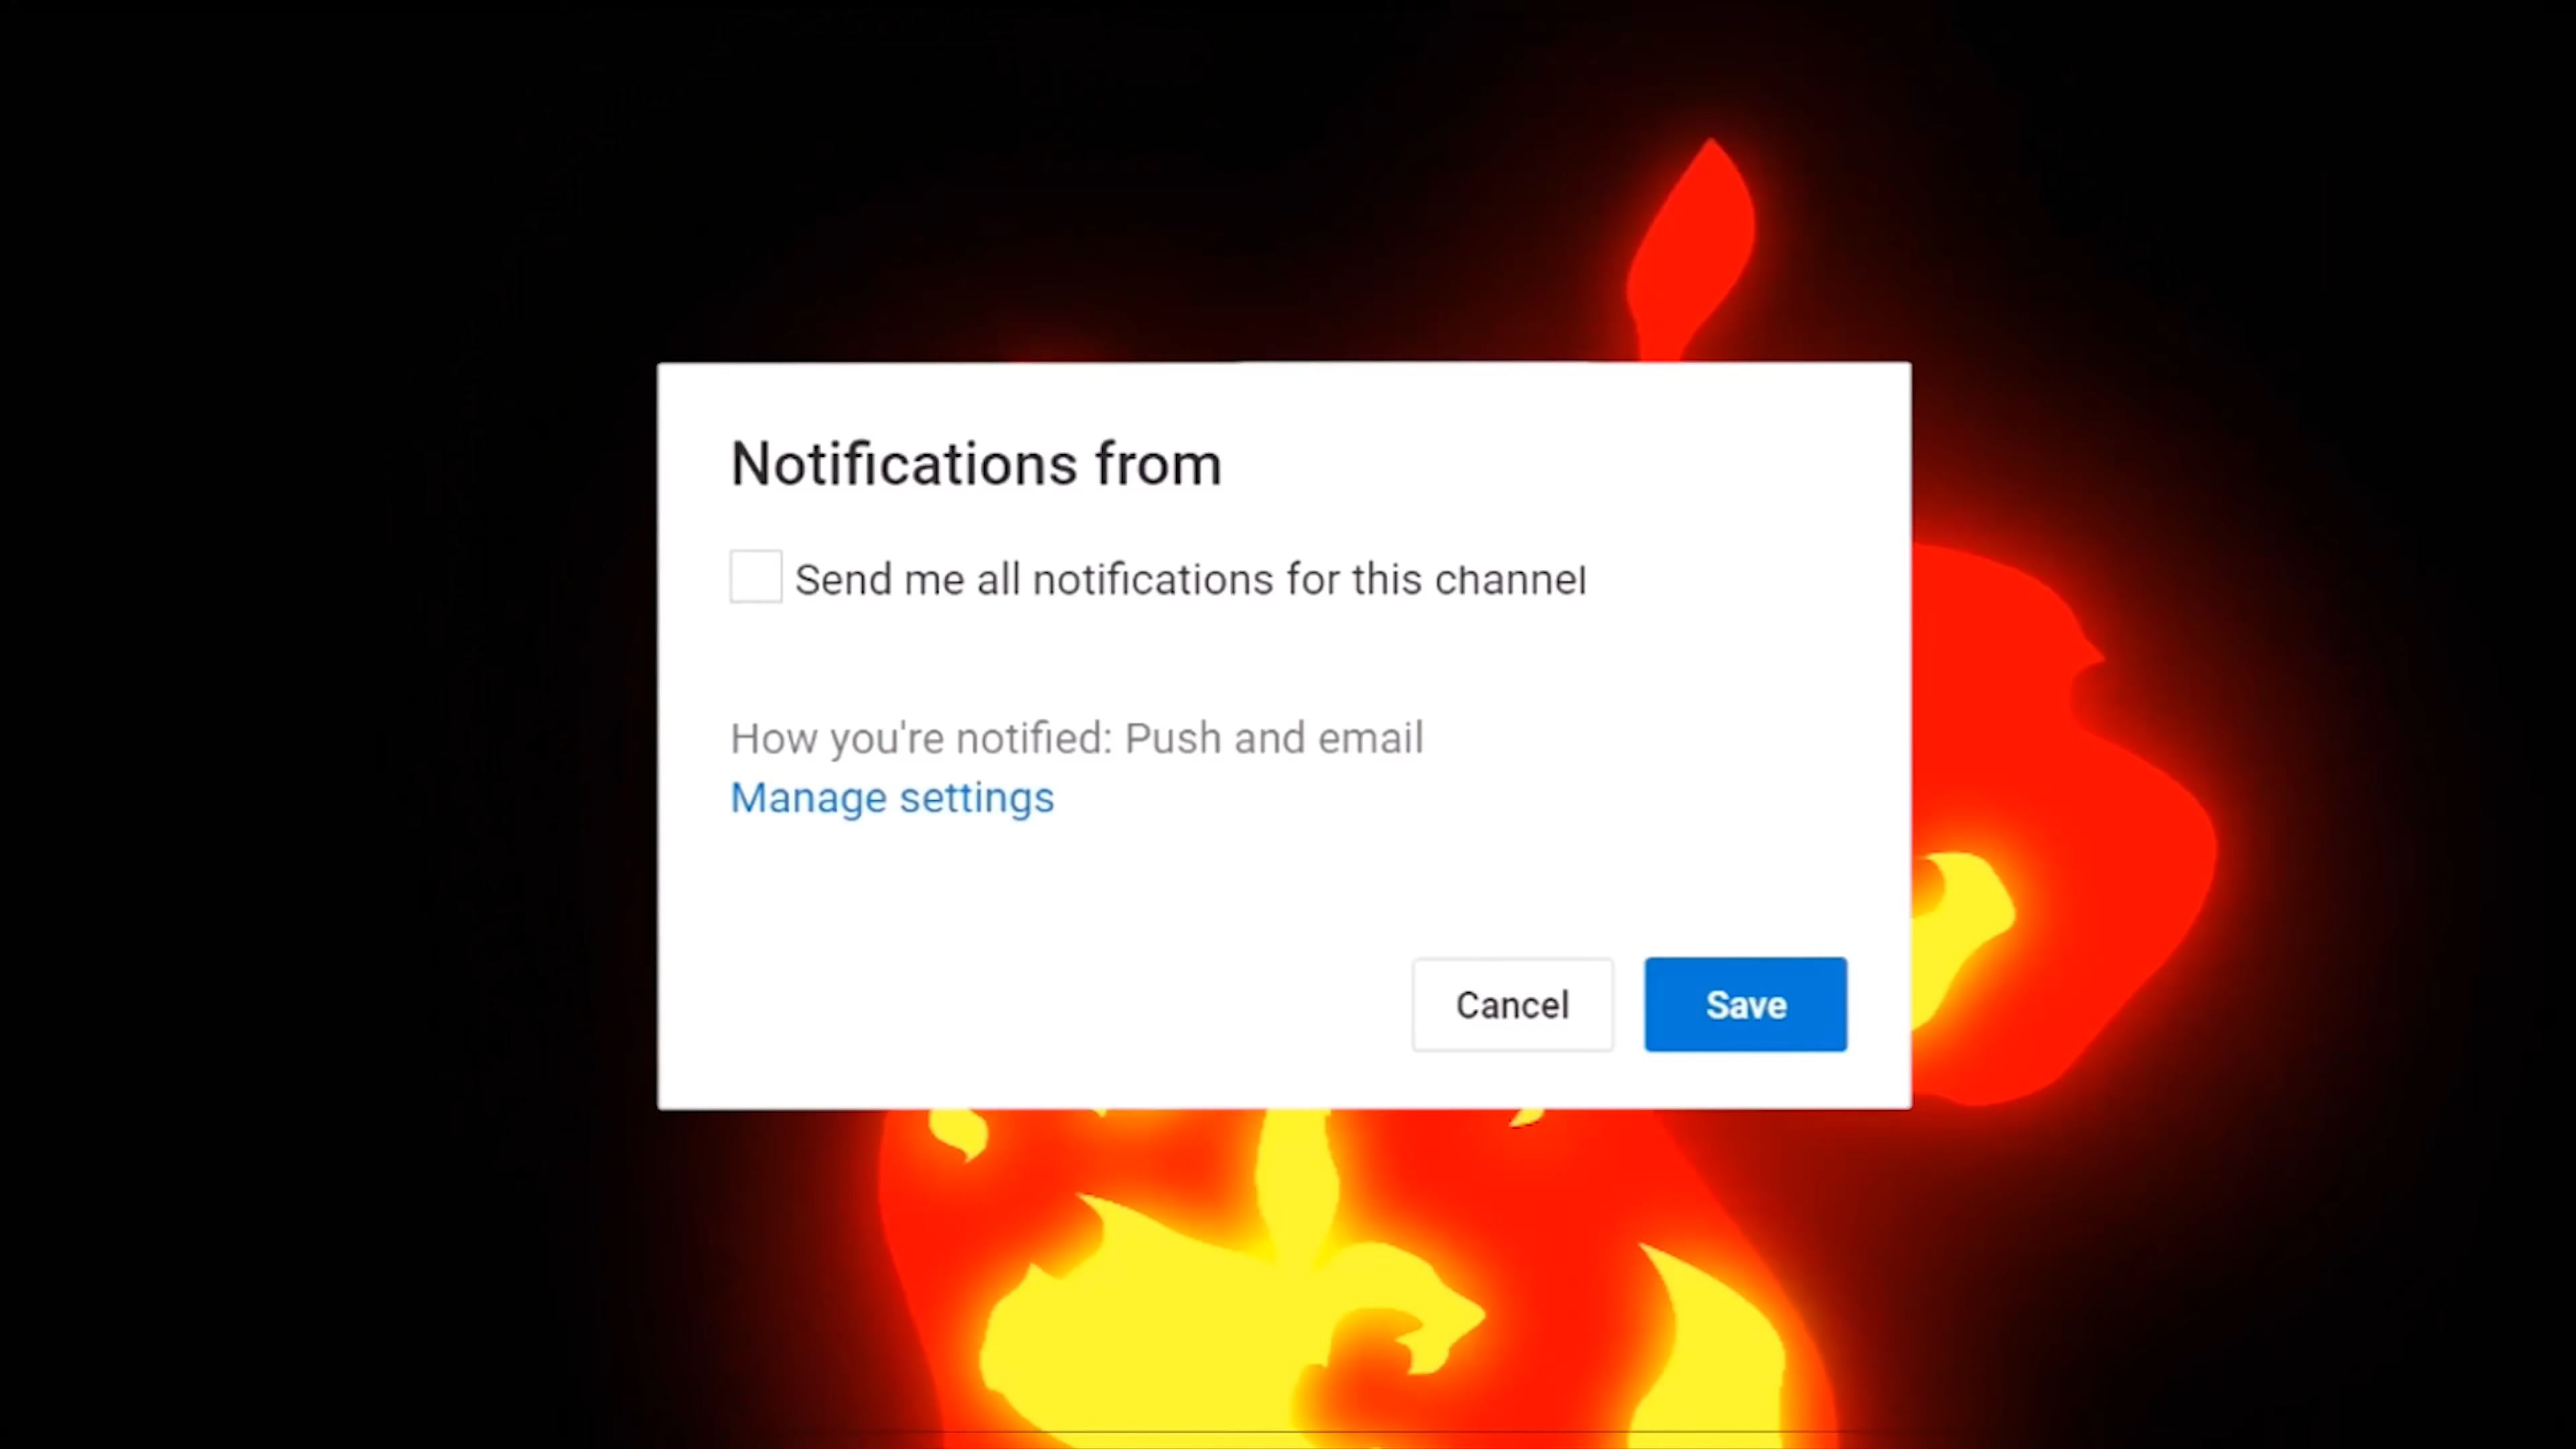 Notifications from
Send me all notifications for this channel
How you're notified: Push and email
Manage settings
Cancel
Save